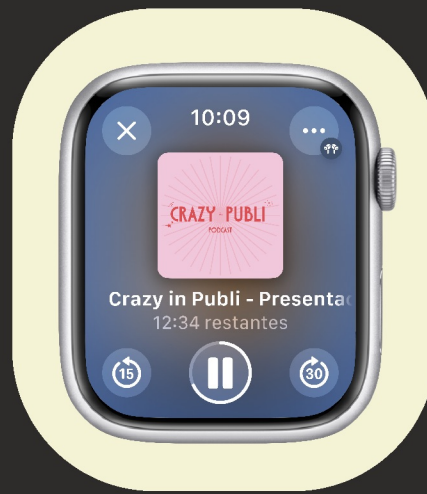 10:09
CRAZY PUBLI
PODCAST
Crazy in Publi - Presentac
12:34 restantes
15
30